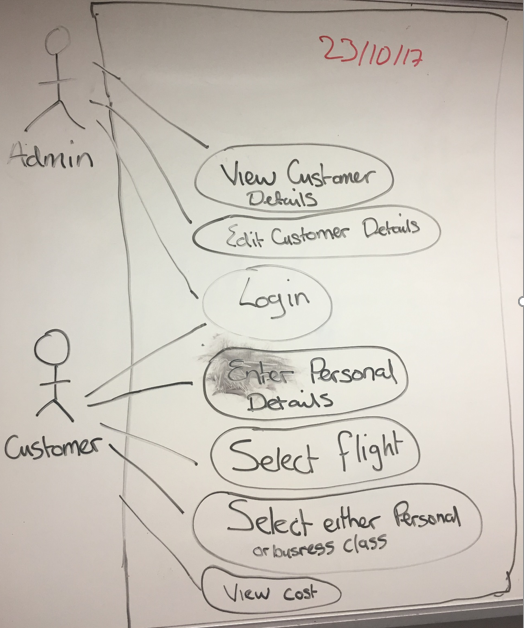 23/10/17
Admin
View Customer
Details
Edit Customer Details
Login
Enter Personal
Details
Customer
Select flight
Select either Personal
or busress class
View cost